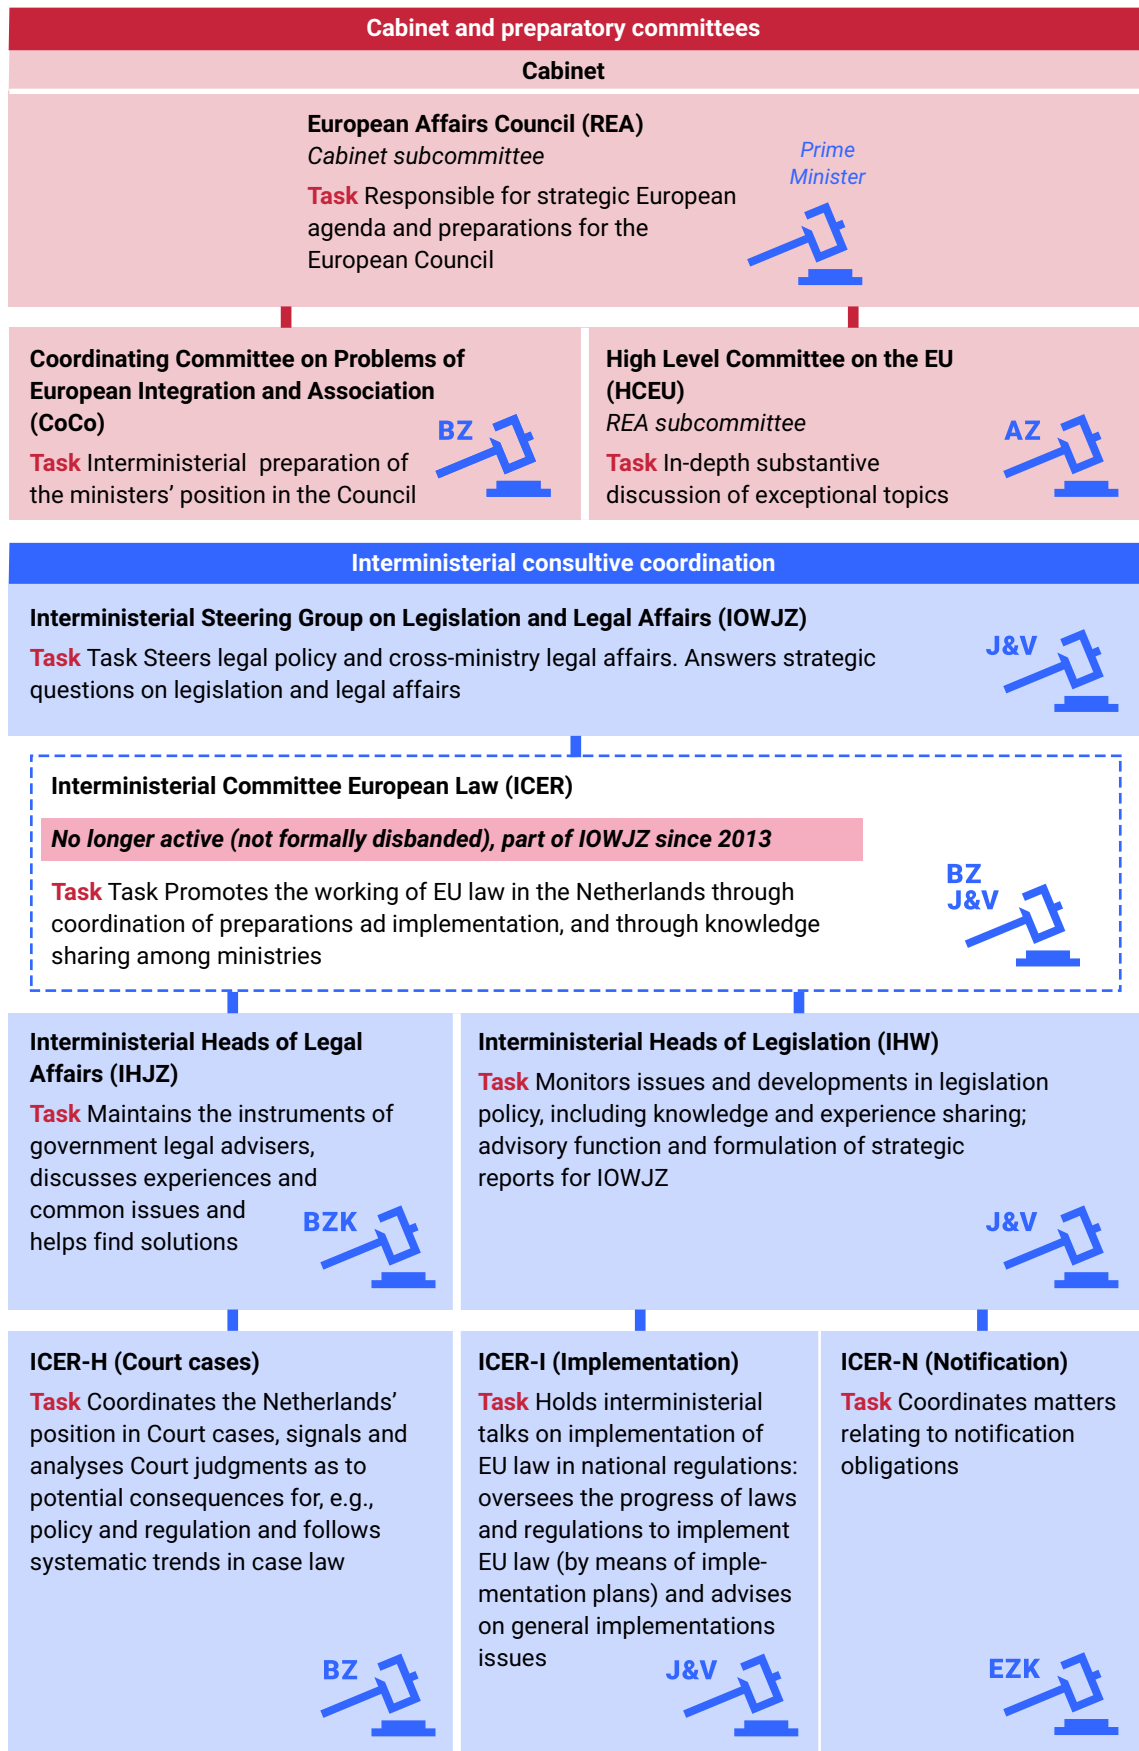 Cabinet and preparatory committees
Cabinet
European Affairs Council (REA)
Cabinet subcommittee
Task Responsible for strategic European
agenda and preparations for the
European Council
Prime
Minister
Coordinating Committee on Problems of
European Integration and Association
(CoCo)
Task Interministerial preparation of
the ministers’ position in the Council
BZ
High Level Committee on the EU
(HCEU)
REA subcommittee
Task In-depth substantive
discussion of exceptional topics
AZ
Interministerial consultive coordination
Interministerial Steering Group on Legislation and Legal Affairs (IOWJZ)
Task Task Steers legal policy and cross-ministry legal affairs. Answers strategic
questions on legislation and legal affairs
J&V
Interministerial Committee European Law (ICER)
No longer active (not formally disbanded), part of IOWJZ since 2013
Task Task Promotes the working of EU law in the Netherlands through
coordination of preparations ad implementation, and through knowledge
sharing among ministries
BZ
J&V
Interministerial Heads of Legal
Affairs (IHJZ)
Task Maintains the instruments of
government legal advisers,
discusses experiences and
common issues and
helps find solutions
BZK
Interministerial Heads of Legislation (IHW)
Task Monitors issues and developments in legislation
policy, including knowledge and experience sharing;
advisory function and formulation of strategic
reports for IOWJZ
J&V
ICER-H (Court cases)
Task Coordinates the Netherlands’
position in Court cases, signals and
analyses Court judgments as to
potential consequences for, e.g.,
policy and regulation and follows
systematic trends in case law
BZ
ICER-I (Implementation)
Task Holds interministerial
talks on implementation of
EU law in national regulations:
oversees the progress of laws
and regulations to implement
EU law (by means of imple-
mentation plans) and advises
on general implementations
issues
J&V
ICER-N (Notification)
Task Coordinates matters
relating to notification
obligations
EZK